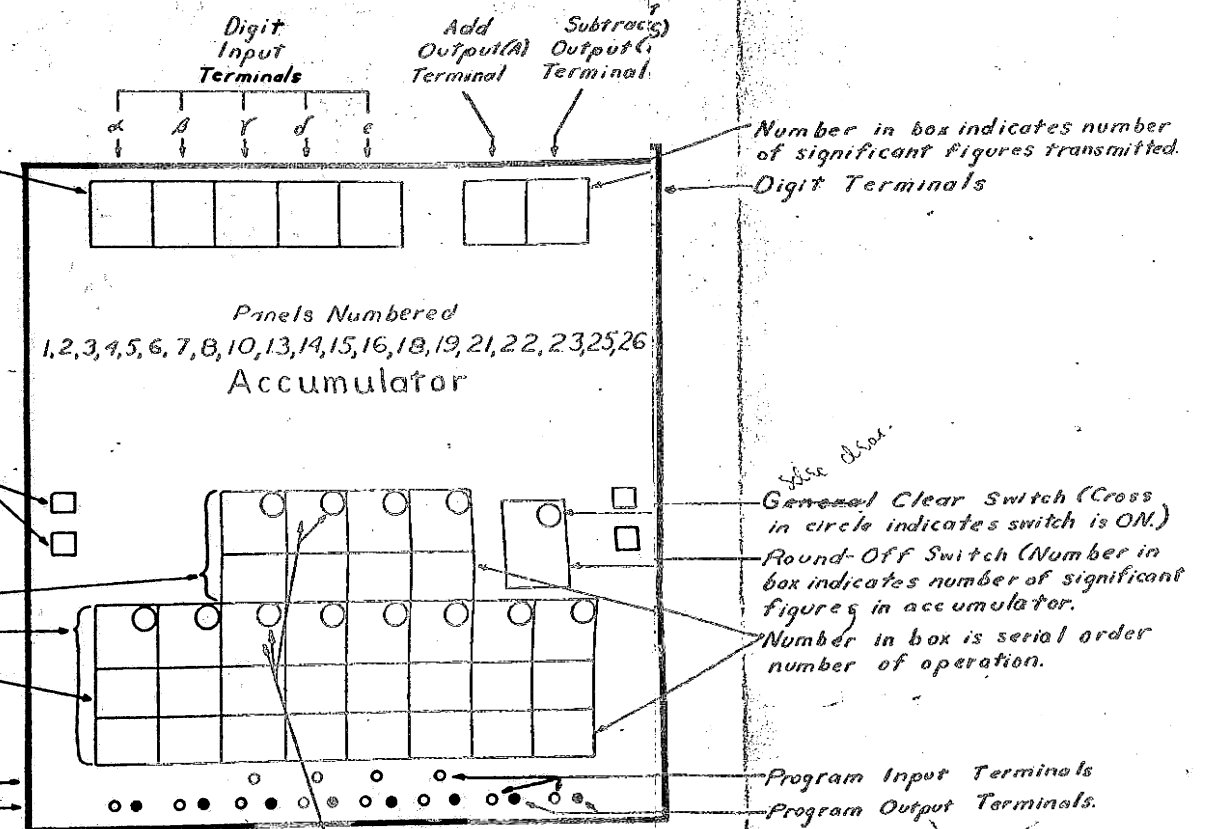 Digit
Input
Terminals
Add
Output(A)
Terminal
Subtract
Output(S)
Terminal
α β γ δ ε
Number in box indicates number
of significant figures transmitted.
Digit Terminals
Panels Numbered
1,2,3,4,5,6,7,8,10,13,14,15,16,18,19,21,22,23,25,26
Accumulator
General Clear Switch (Cross
in circle indicates switch is ON.)
Round-Off Switch (Number in
box indicates number of significant
figures in accumulator.
Number in box is serial order
number of operation.
Program Input Terminals
Program Output Terminals.